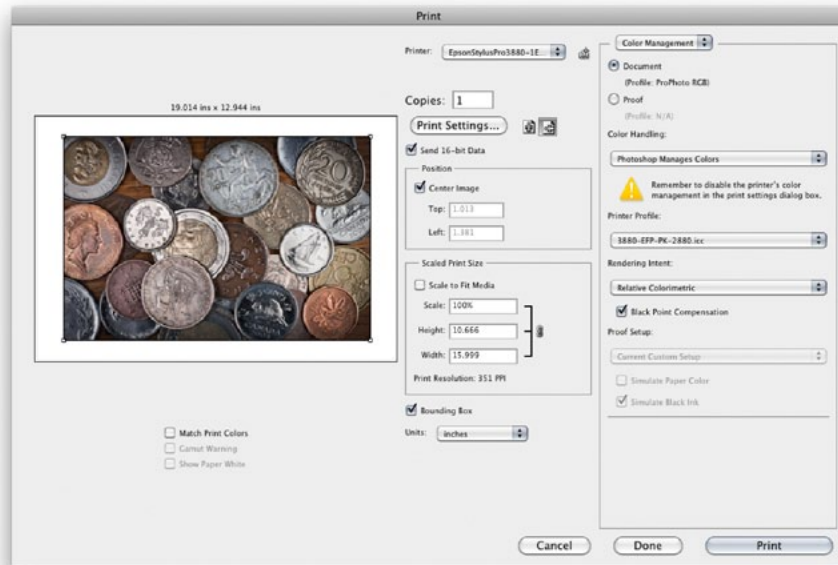 Print
19.014 ins x 12.944 ins
Printer: EpsonStylusPro3880-1E...
Copies: 1
Print Settings...
Send 16-bit Data
Position
Center Image
Top: 1.013
Left: 1.381
Scaled Print Size
Scale to Fit Media
Scale: 100%
Height: 10.666
Width: 15.999
Print Resolution: 351 PPI
Bounding Box
Units: inches
Match Print Colors
Gamut Warning
Show Paper White
Color Management
Document
(Profile: ProPhoto RGB)
Proof
(Profile: N/A)
Color Handling:
Photoshop Manages Colors
Remember to disable the printer's color
management in the print settings dialog box.
Printer Profile:
3880-EFP-PK-2880.icc
Rendering Intent:
Relative Colorimetric
Black Point Compensation
Proof Setup:
Current Custom Setup
Simulate Paper Color
Simulate Black Ink
Cancel
Done
Print
20
CANADA